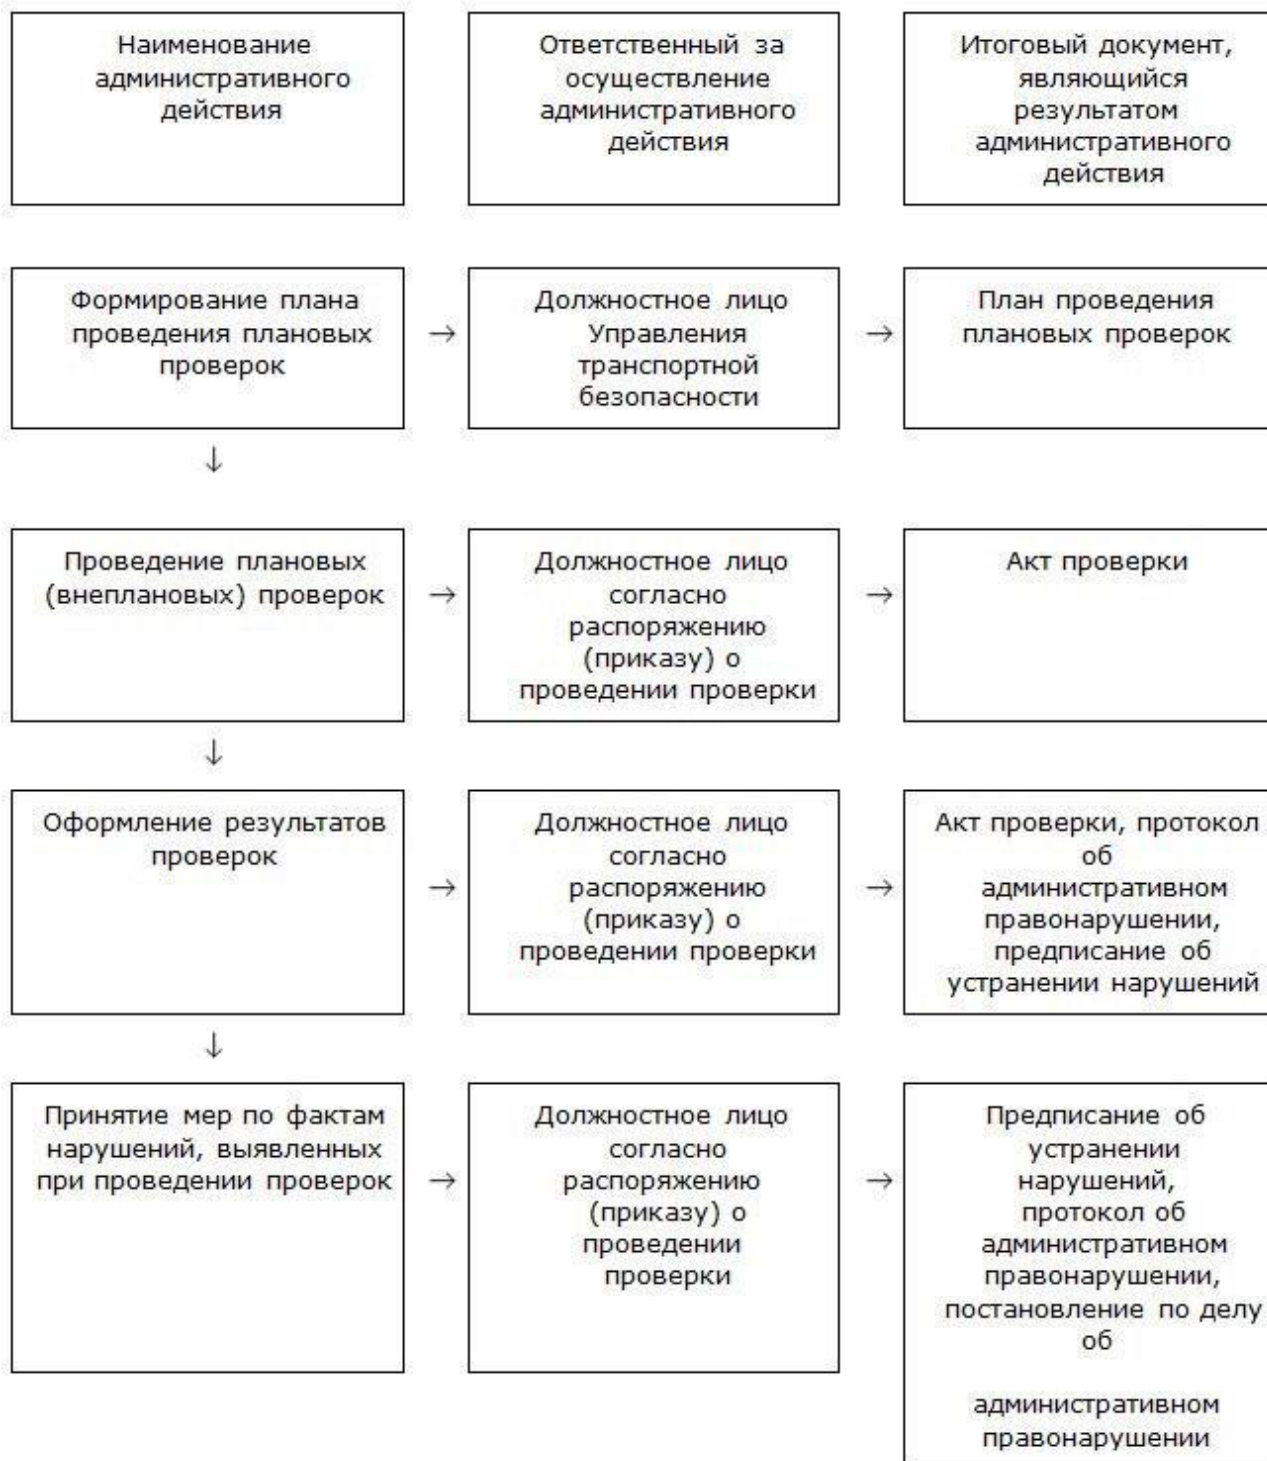 Наименование
административного
действия
Ответственный за
осуществление
административного
действия
Итоговый документ,
являющийся
результатом
административного
действия
Формирование плана
проведения плановых
проверок
→
Должностное лицо
Управления
транспортной
безопасности
→
План проведения
плановых проверок
↓
Проведение плановых
(внеплановых) проверок
→
Должностное лицо
согласно
распоряжению
(приказу) о
проведении проверки
→
Акт проверки
↓
Оформление результатов
проверок
→
Должностное лицо
согласно
распоряжению
(приказу) о
проведении проверки
→
Акт проверки, протокол
об
административном
правонарушении,
предписание об
устранении нарушений
↓
Принятие мер по фактам
нарушений, выявленных
при проведении проверок
→
Должностное лицо
согласно
распоряжению
(приказу) о
проведении
проверки
→
Предписание об
устранении
нарушений,
протокол об
административном
правонарушении,
постановление по делу
об
административном
правонарушении